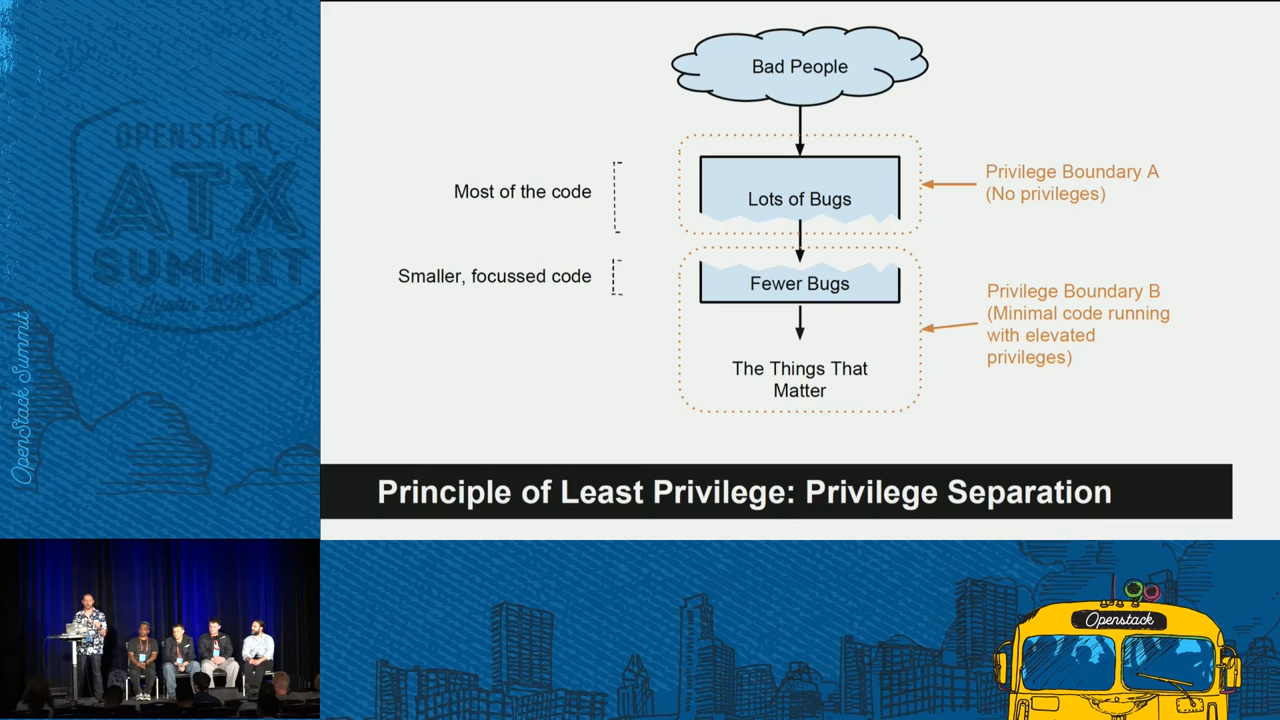 OPENSTACK
ATX
SUMMIT
OpenStack Summit
Bad People
Most of the code
Lots of Bugs
Privilege Boundary A
(No privileges)
Smaller, focussed code
Fewer Bugs
Privilege Boundary B
(Minimal code running
with elevated
privileges)
The Things That
Matter
Principle of Least Privilege: Privilege Separation
Openstack